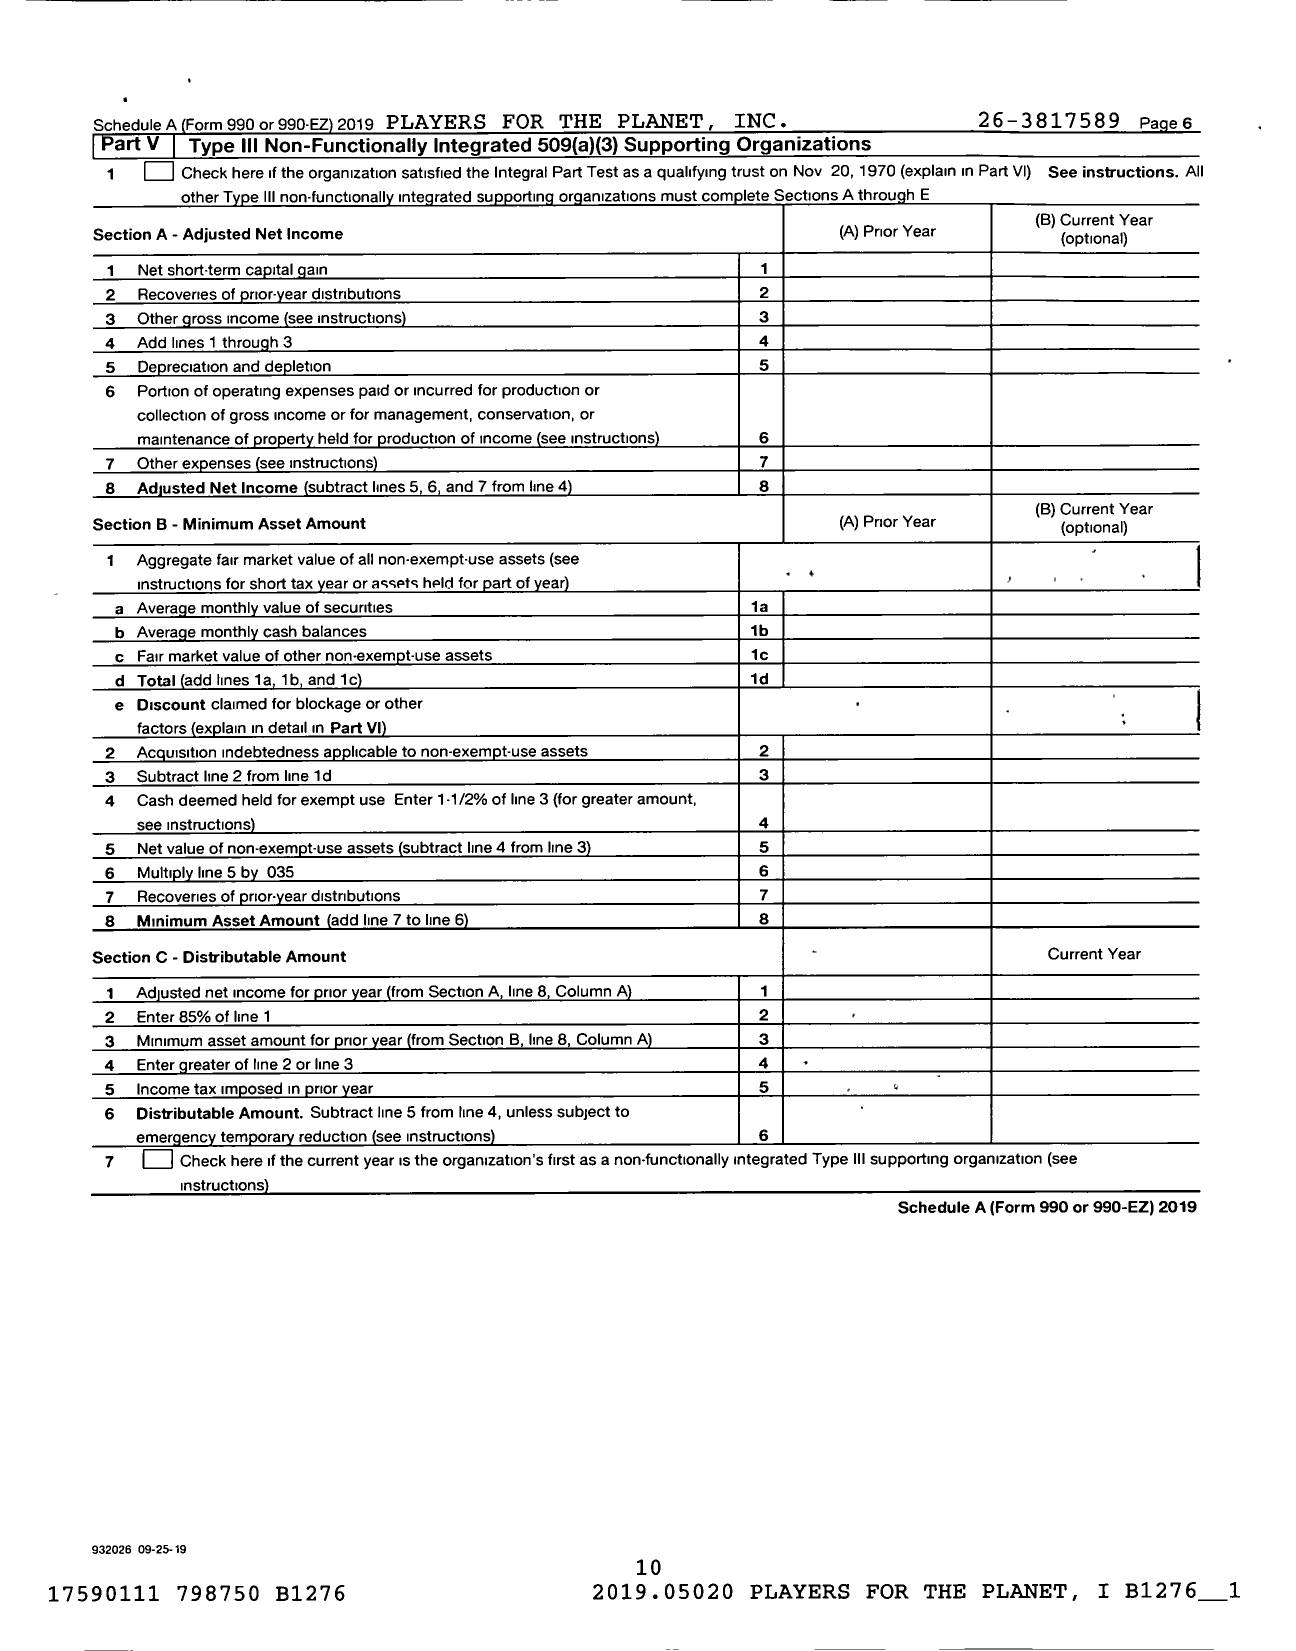 Schedule A (Form 990 or 990-EZ) 2019 PLAYERS FOR THE PLANET, INC. 26-3817589 Page 6
Part V Type III Non-Functionally Integrated 509(a)(3) Supporting Organizations
1 Check here if the organization satisfied the Integral Part Test as a qualifying trust on Nov 20, 1970 (explain in Part VI) See instructions. All
other Type III non-functionally integrated supporting organizations must complete Sections A through E
Section A - Adjusted Net Income (A) Prior Year (B) Current Year
(optional)
1 Net short-term capital gain 1
2 Recoveries of prior-year distributions 2
3 Other gross income (see instructions) 3
4 Add lines 1 through 3 4
5 Depreciation and depletion 5
6 Portion of operating expenses paid or incurred for production or
collection of gross income or for management, conservation, or
maintenance of property held for production of income (see instructions) 6
7 Other expenses (see instructions) 7
8 Adjusted Net Income (subtract lines 5, 6, and 7 from line 4) 8
Section B - Minimum Asset Amount (A) Prior Year (B) Current Year
(optional)
1 Aggregate fair market value of all non-exempt-use assets (see
instructions for short tax year or assets held for part of year)
a Average monthly value of securities 1a
b Average monthly cash balances 1b
c Fair market value of other non-exempt-use assets 1c
d Total (add lines 1a, 1b, and 1c) 1d
e Discount claimed for blockage or other
factors (explain in detail in Part VI)
2 Acquisition indebtedness applicable to non-exempt-use assets 2
3 Subtract line 2 from line 1d 3
4 Cash deemed held for exempt use Enter 1-1/2% of line 3 (for greater amount,
see instructions) 4
5 Net value of non-exempt-use assets (subtract line 4 from line 3) 5
6 Multiply line 5 by 035 6
7 Recoveries of prior-year distributions 7
8 Minimum Asset Amount (add line 7 to line 6) 8
Section C - Distributable Amount Current Year
1 Adjusted net income for prior year (from Section A, line 8, Column A) 1
2 Enter 85% of line 1 2
3 Minimum asset amount for prior year (from Section B, line 8, Column A) 3
4 Enter greater of line 2 or line 3 4
5 Income tax imposed in prior year 5
6 Distributable Amount. Subtract line 5 from line 4, unless subject to
emergency temporary reduction (see instructions) 6
7 Check here if the current year is the organization's first as a non-functionally integrated Type III supporting organization (see
instructions)
Schedule A (Form 990 or 990-EZ) 2019
932026 09-25-19
10
17590111 798750 B1276 2019.05020 PLAYERS FOR THE PLANET, I B1276__1